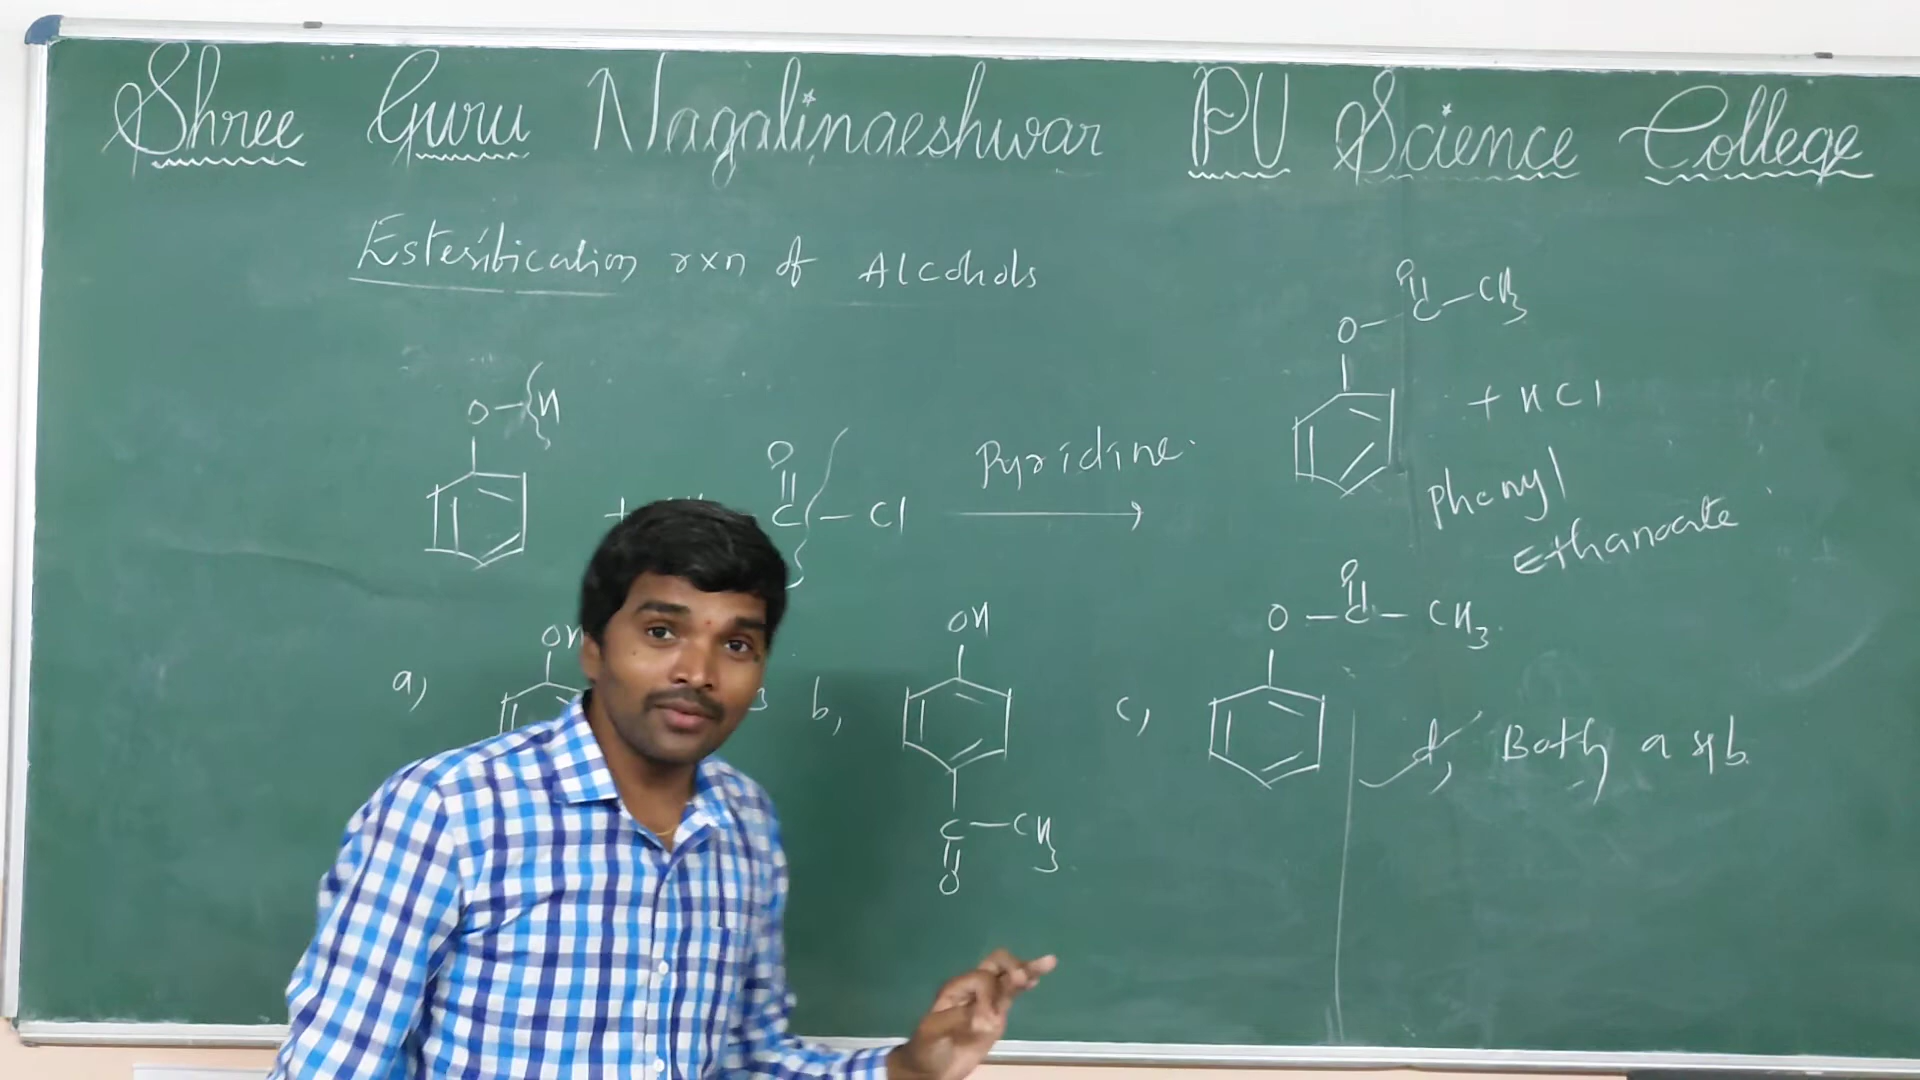 Shree Guru Nagalinaeshwar PU Science College
Esterification rxn of Alcohols
O - C - CH3
O
O - H
+ HCl
O
C - Cl
Pyridine
+
Phenyl
Ethanoate
O
OH
OH
O - C - CH3
a,
b,
c,
d, Both a & b
C - CH3
O